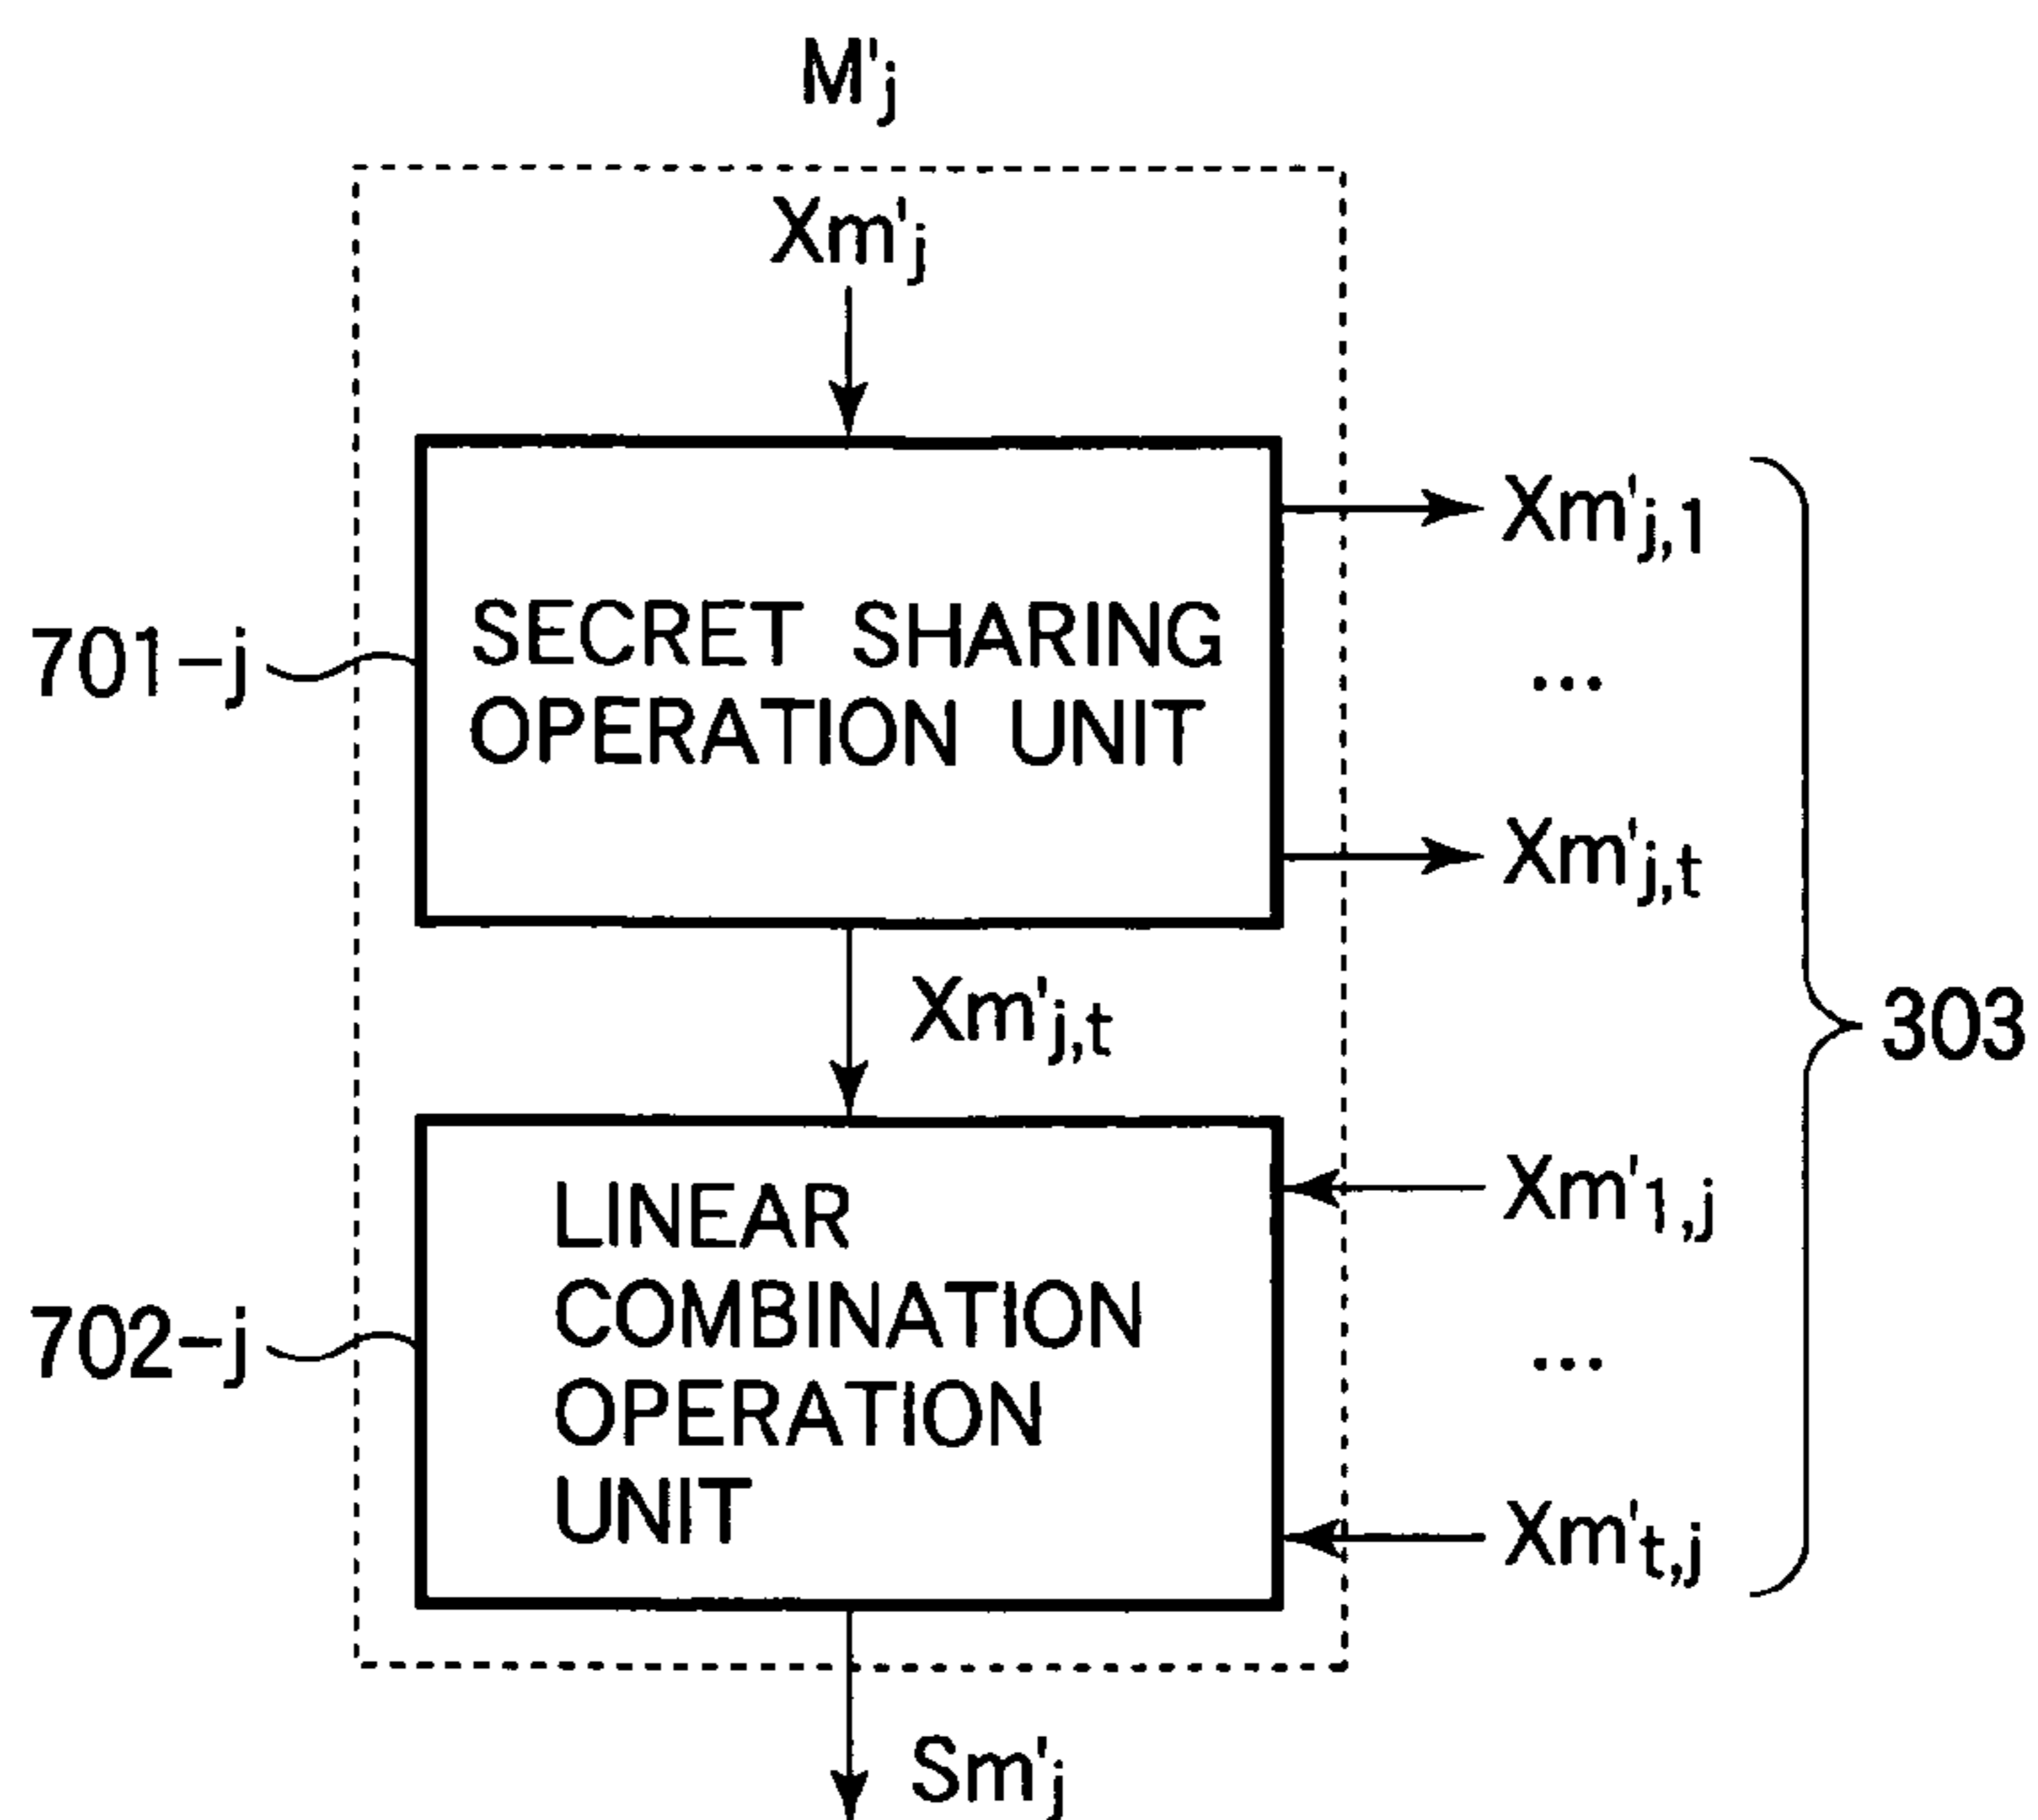 M'j
Xm'j
Xm'j,1
701-j
SECRET SHARING
OPERATION UNIT
...
Xm'j,t
Xm'j,t
303
Xm'1,j
702-j
LINEAR
COMBINATION
OPERATION
UNIT
...
Xm't,j
Sm'j